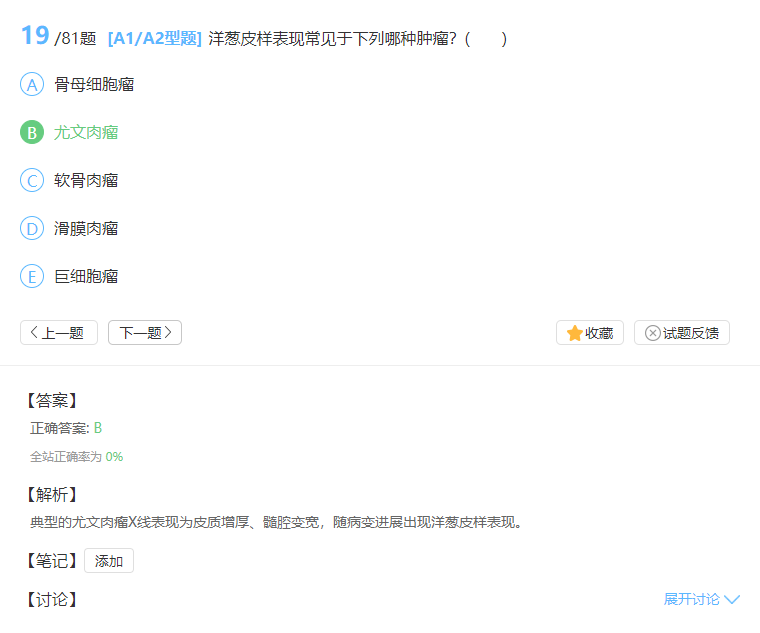 19 /81题 [A1/A2型题] 洋葱皮样表现常见于下列哪种肿瘤？(　　)
A 骨母细胞瘤
B 尤文肉瘤
C 软骨肉瘤
D 滑膜肉瘤
E 巨细胞瘤
上一题 下一题 收藏 试题反馈
【答案】
正确答案: B
全站正确率为 0%
【解析】
典型的尤文肉瘤X线表现为皮质增厚、髓腔变宽，随病变进展出现洋葱皮样表现。
【笔记】 添加
【讨论】 展开讨论